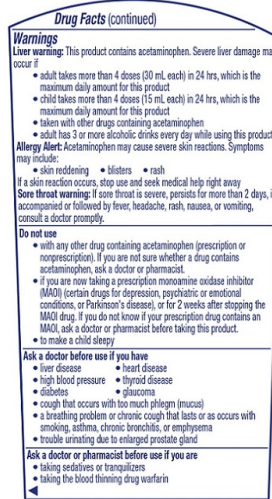 Drug Facts (continued)
Warnings
Liver warning: This product contains acetaminophen. Severe liver damage ma
occur if
• adult takes more than 4 doses (30 mL each) in 24 hrs, which is the
maximum daily amount for this product
• child takes more than 4 doses (15 mL each) in 24 hrs, which is the
maximum daily amount for this product
• taken with other drugs containing acetaminophen
• adult has 3 or more alcoholic drinks every day while using this product
Allergy Alert: Acetaminophen may cause severe skin reactions. Symptoms
may include:
• skin reddening • blisters • rash
If a skin reaction occurs, stop use and seek medical help right away
Sore throat warning: If sore throat is severe, persists for more than 2 days, i
accompanied or followed by fever, headache, rash, nausea, or vomiting,
consult a doctor promptly.
Do not use
• with any other drug containing acetaminophen (prescription or
nonprescription). If you are not sure whether a drug contains
acetaminophen, ask a doctor or pharmacist.
• if you are now taking a prescription monoamine oxidase inhibitor
(MAOI) (certain drugs for depression, psychiatric or emotional
conditions, or Parkinson's disease), or for 2 weeks after stopping the
MAOI drug. If you do not know if your prescription drug contains an
MAOI, ask a doctor or pharmacist before taking this product.
• to make a child sleepy
Ask a doctor before use if you have
• liver disease • heart disease
• high blood pressure • thyroid disease
• diabetes • glaucoma
• cough that occurs with too much phlegm (mucus)
• a breathing problem or chronic cough that lasts or as occurs with
smoking, asthma, chronic bronchitis, or emphysema
• trouble urinating due to enlarged prostate gland
Ask a doctor or pharmacist before use if you are
• taking sedatives or tranquilizers
• taking the blood thinning drug warfarin